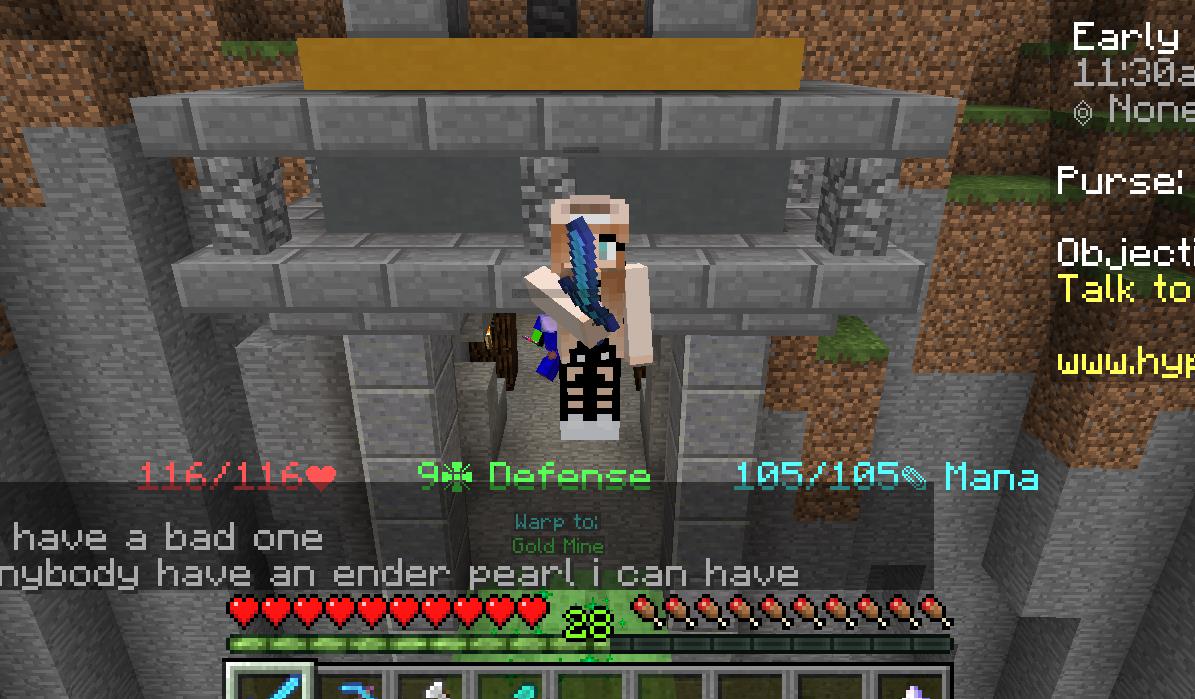 Early
11:30a
None
Purse:
Objecti
Talk to
www.hyp
116/116❤ 9 Defense 105/105✎ Mana
Warp to:
Gold Mine
have a bad one
nybody have an ender pearl i can have
28